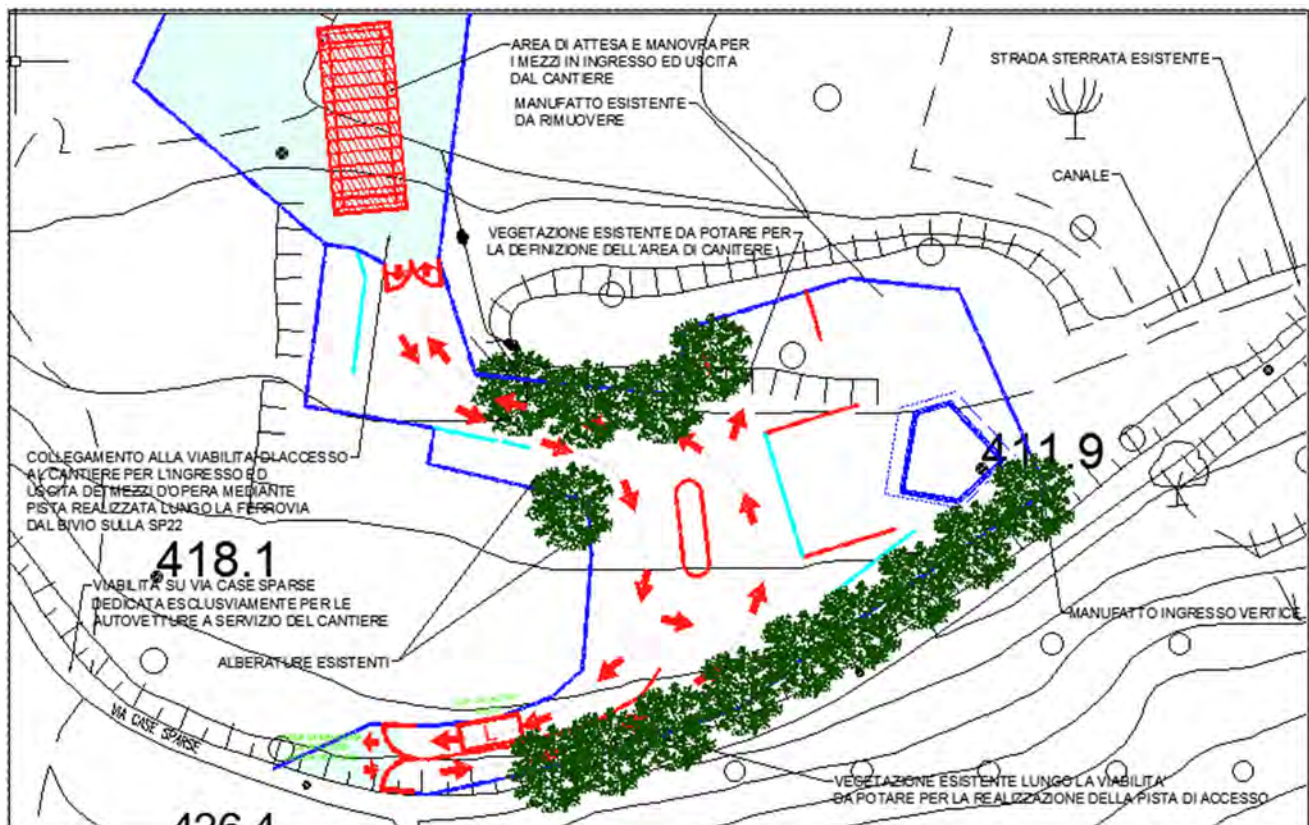 AREA DI ATTESA E MANOVRA PER
I MEZZI IN INGRESSO ED USCITA
DAL CANTIERE
MANUFATTO ESISTENTE
DA RIMUOVERE
STRADA STERRATA ESISTENTE
CANALE
VEGETAZIONE ESISTENTE DA POTARE PER
LA DEFINIZIONE DELL'AREA DI CANITERE
411.9
COLLEGAMENTO ALLA VIABILITA' DI ACCESSO
AL CANTIERE PER L'INGRESSO ED
USCITA DEI MEZZI D'OPERA MEDIANTE
PISTA REALIZZATA LUNGO LA FERROVIA
DAL BIVIO SULLA SP22
418.1
VIABILITA' SU VIA CASE SPARSE
DEDICATA ESCLUSVIAMENTE PER LE
AUTOVETTURE A SERVIZIO DEL CANTIERE
ALBERATURE ESISTENTI
MANUFATTO INGRESSO VERTICE
VIA CASE SPARSE
VEGETAZIONE ESISTENTE LUNGO LA VIABILITA'
DA POTARE PER LA REALIZZAZIONE DELLA PISTA DI ACCESSO
426.4